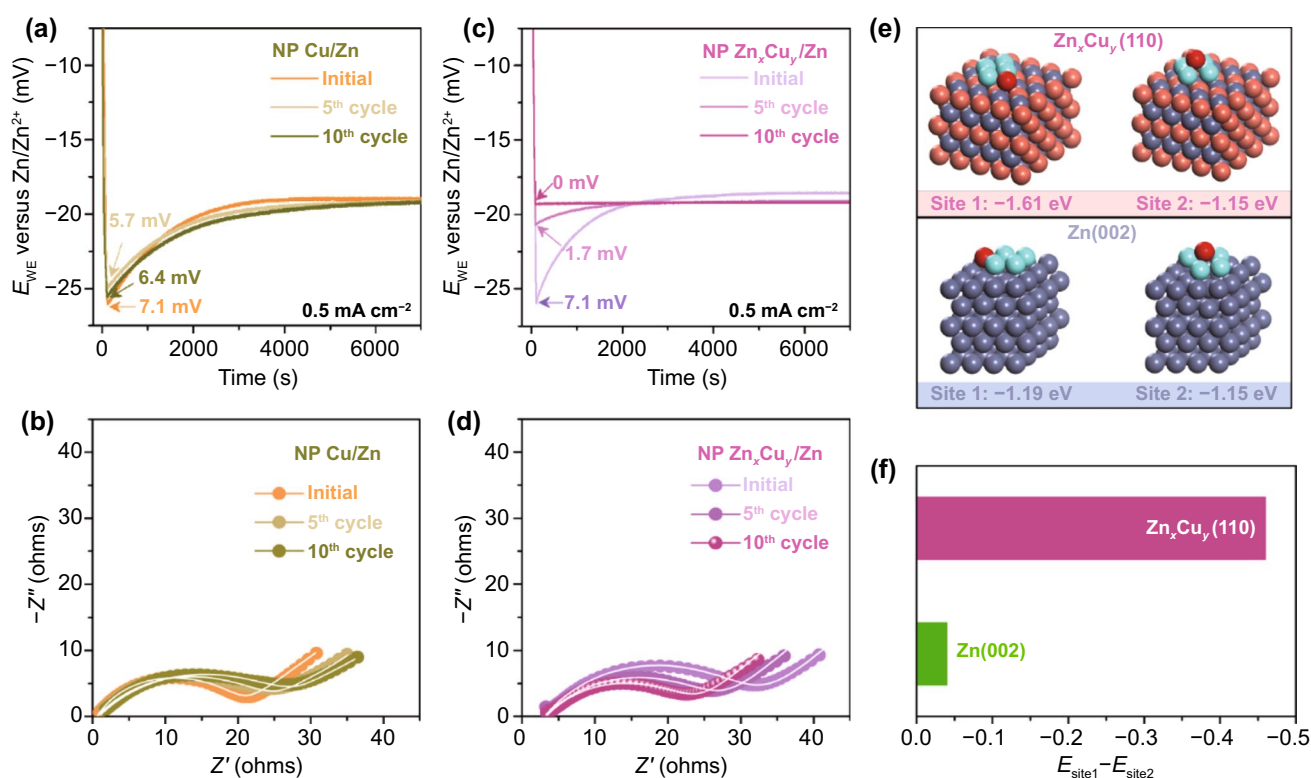 (a)
NP Cu/Zn
Initial
5th cycle
10th cycle
5.7 mV
6.4 mV
7.1 mV
0.5 mA cm−2
−10
−15
−20
−25
EWE versus Zn/Zn2+ (mV)
0
2000
4000
6000
Time (s)
(c)
NP ZnxCuy/Zn
Initial
5th cycle
10th cycle
0 mV
1.7 mV
7.1 mV
0.5 mA cm−2
−10
−15
−20
−25
EWE versus Zn/Zn2+ (mV)
0
2000
4000
6000
Time (s)
(e)
ZnxCuy(110)
Site 1: −1.61 eV
Site 2: −1.15 eV
Zn(002)
Site 1: −1.19 eV
Site 2: −1.15 eV
(b)
NP Cu/Zn
Initial
5th cycle
10th cycle
40
30
20
10
0
−Z″ (ohms)
0
10
20
30
40
Z′ (ohms)
(d)
NP ZnxCuy/Zn
Initial
5th cycle
10th cycle
40
30
20
10
0
−Z″ (ohms)
0
10
20
30
40
Z′ (ohms)
(f)
ZnxCuy(110)
Zn(002)
0.0
−0.1
−0.2
−0.3
−0.4
−0.5
Esite1−Esite2